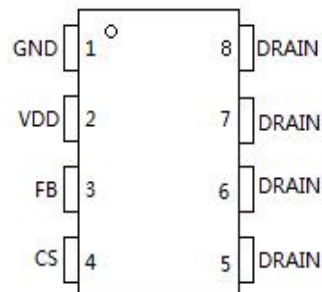 GND 1 8 DRAIN
VDD 2 7 DRAIN
FB 3 6 DRAIN
CS 4 5 DRAIN